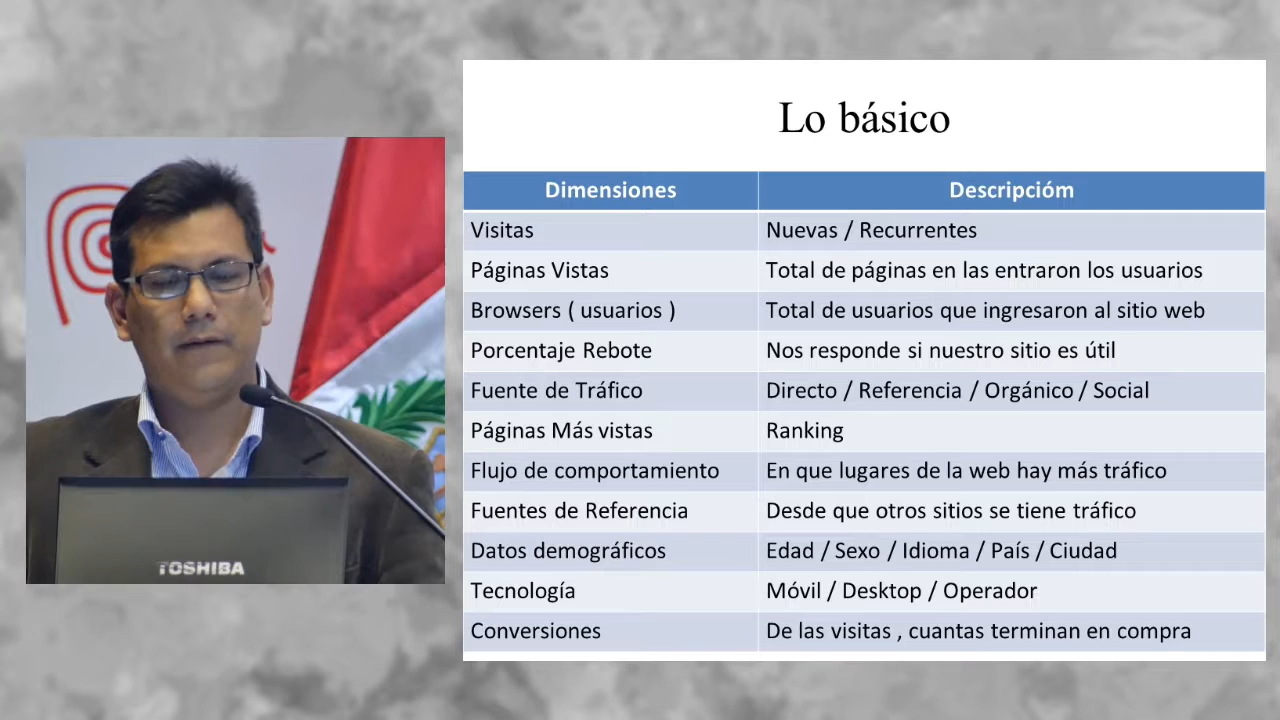 Lo básico
Dimensiones Descripcióm
Visitas Nuevas / Recurrentes
Páginas Vistas Total de páginas en las entraron los usuarios
Browsers ( usuarios ) Total de usuarios que ingresaron al sitio web
Porcentaje Rebote Nos responde si nuestro sitio es útil
Fuente de Tráfico Directo / Referencia / Orgánico / Social
Páginas Más vistas Ranking
Flujo de comportamiento En que lugares de la web hay más tráfico
Fuentes de Referencia Desde que otros sitios se tiene tráfico
Datos demográficos Edad / Sexo / Idioma / País / Ciudad
Tecnología Móvil / Desktop / Operador
Conversiones De las visitas , cuantas terminan en compra
TOSHIBA